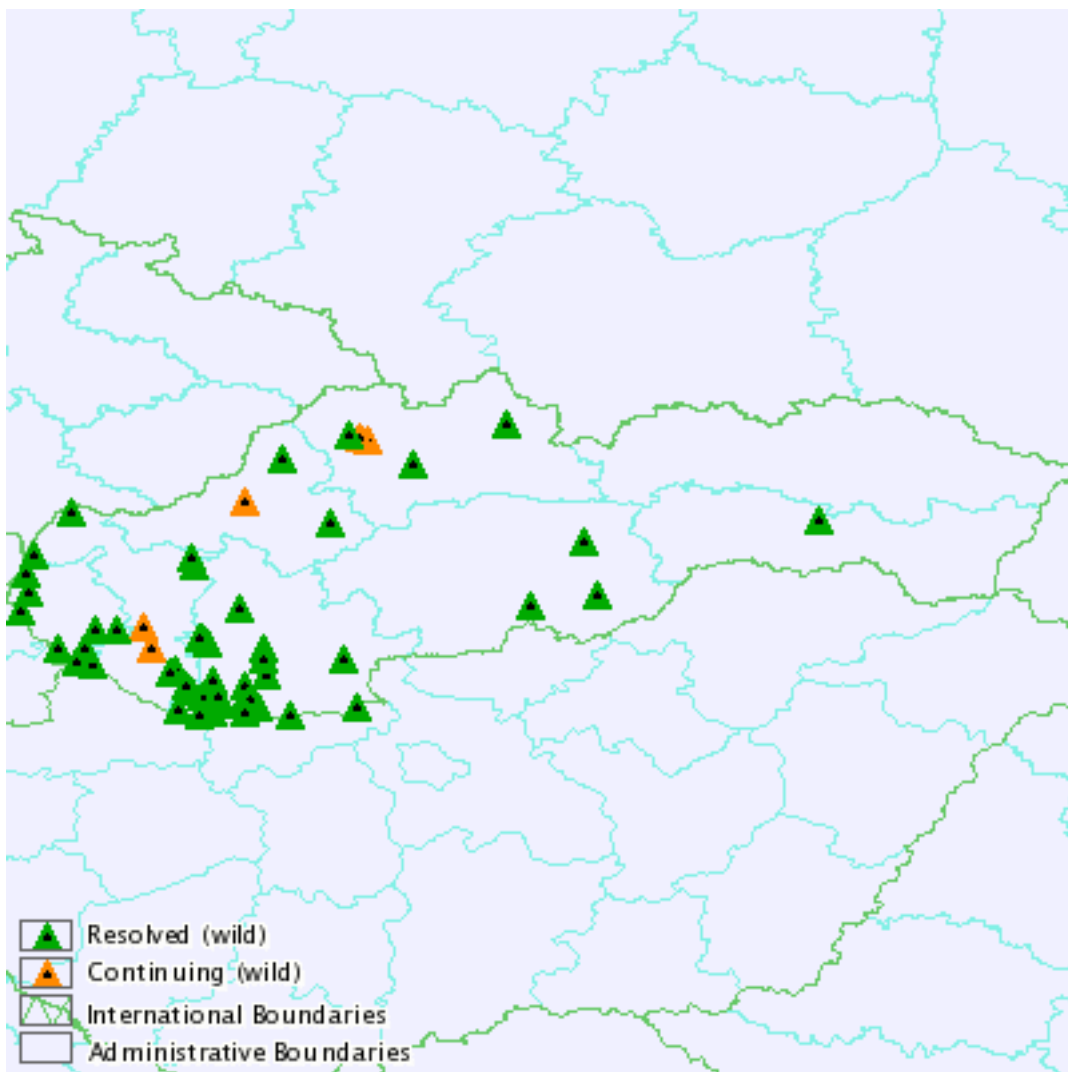 Resolved (wild)
Continuing (wild)
International Boundaries
Administrative Boundaries